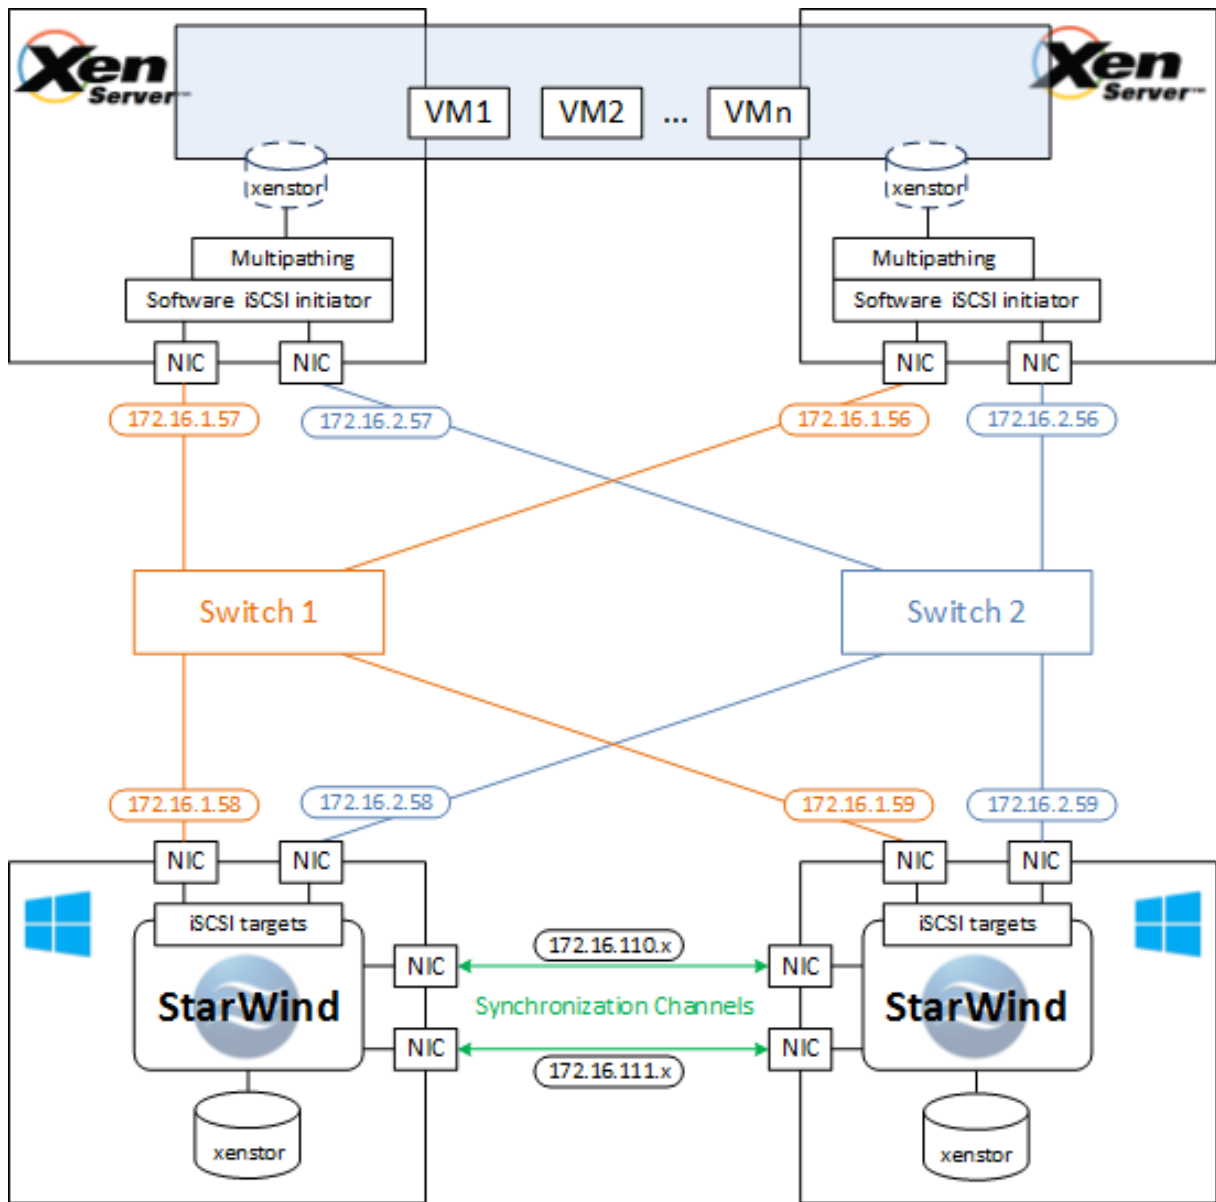 Xen
Server™
Xen
Server™
VM1
VM2
...
VMn
xenstor
xenstor
Multipathing
Multipathing
Software iSCSI initiator
Software iSCSI initiator
NIC
NIC
NIC
NIC
172.16.1.57
172.16.2.57
172.16.1.56
172.16.2.56
Switch 1
Switch 2
172.16.1.58
172.16.2.58
172.16.1.59
172.16.2.59
NIC
NIC
NIC
NIC
iSCSI targets
iSCSI targets
172.16.110.x
NIC
NIC
StarWind
Synchronization Channels
StarWind
NIC
NIC
172.16.111.x
xenstor
xenstor